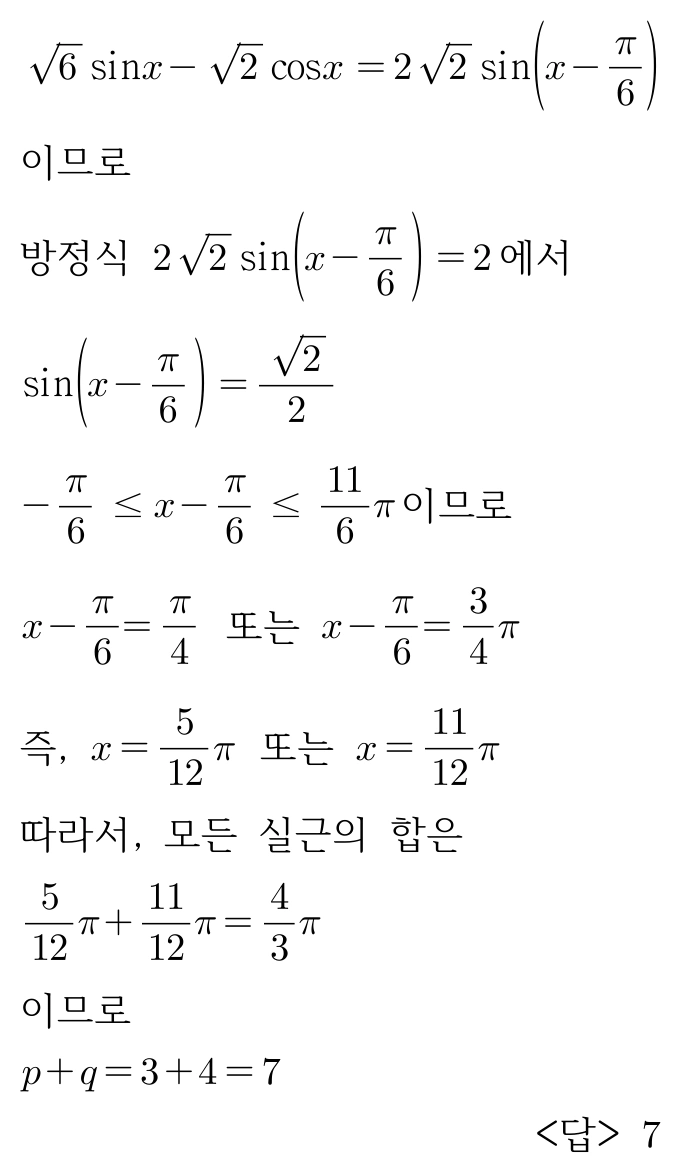 √6 sinx − √2 cosx = 2√2 sin(x − π/6)
이므로
방정식 2√2 sin(x − π/6) = 2에서
sin(x − π/6) = √2/2
−π/6 ≤ x − π/6 ≤ 11/6 π이므로
x − π/6 = π/4 또는 x − π/6 = 3/4 π
즉, x = 5/12 π 또는 x = 11/12 π
따라서, 모든 실근의 합은
5/12 π + 11/12 π = 4/3 π
이므로
p + q = 3 + 4 = 7
<답> 7